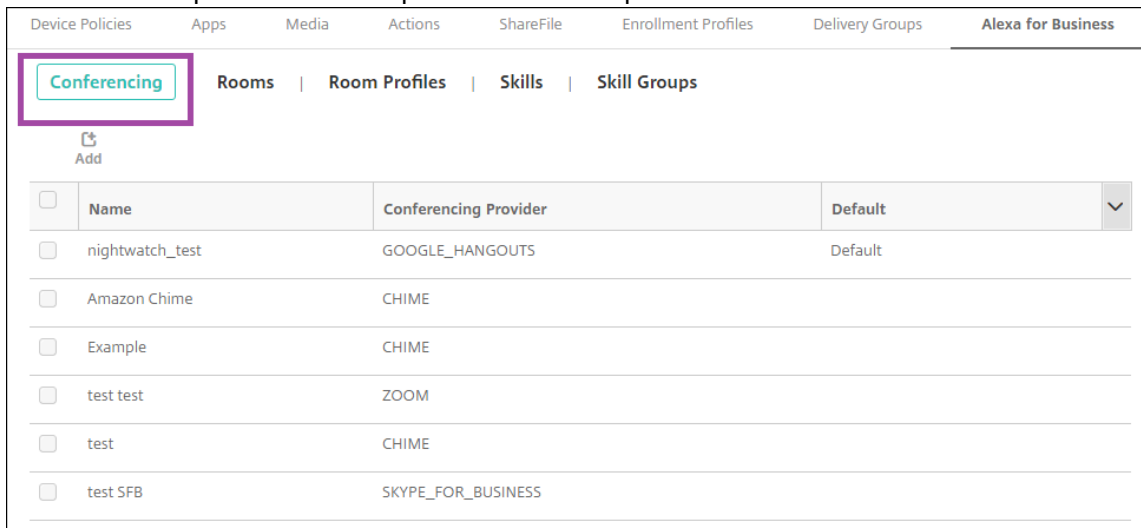 Device Policies Apps Media Actions ShareFile Enrollment Profiles Delivery Groups Alexa for Business
Conferencing Rooms | Room Profiles | Skills | Skill Groups
Add
Name Conferencing Provider Default
nightwatch_test GOOGLE_HANGOUTS Default
Amazon Chime CHIME
Example CHIME
test test ZOOM
test CHIME
test SFB SKYPE_FOR_BUSINESS